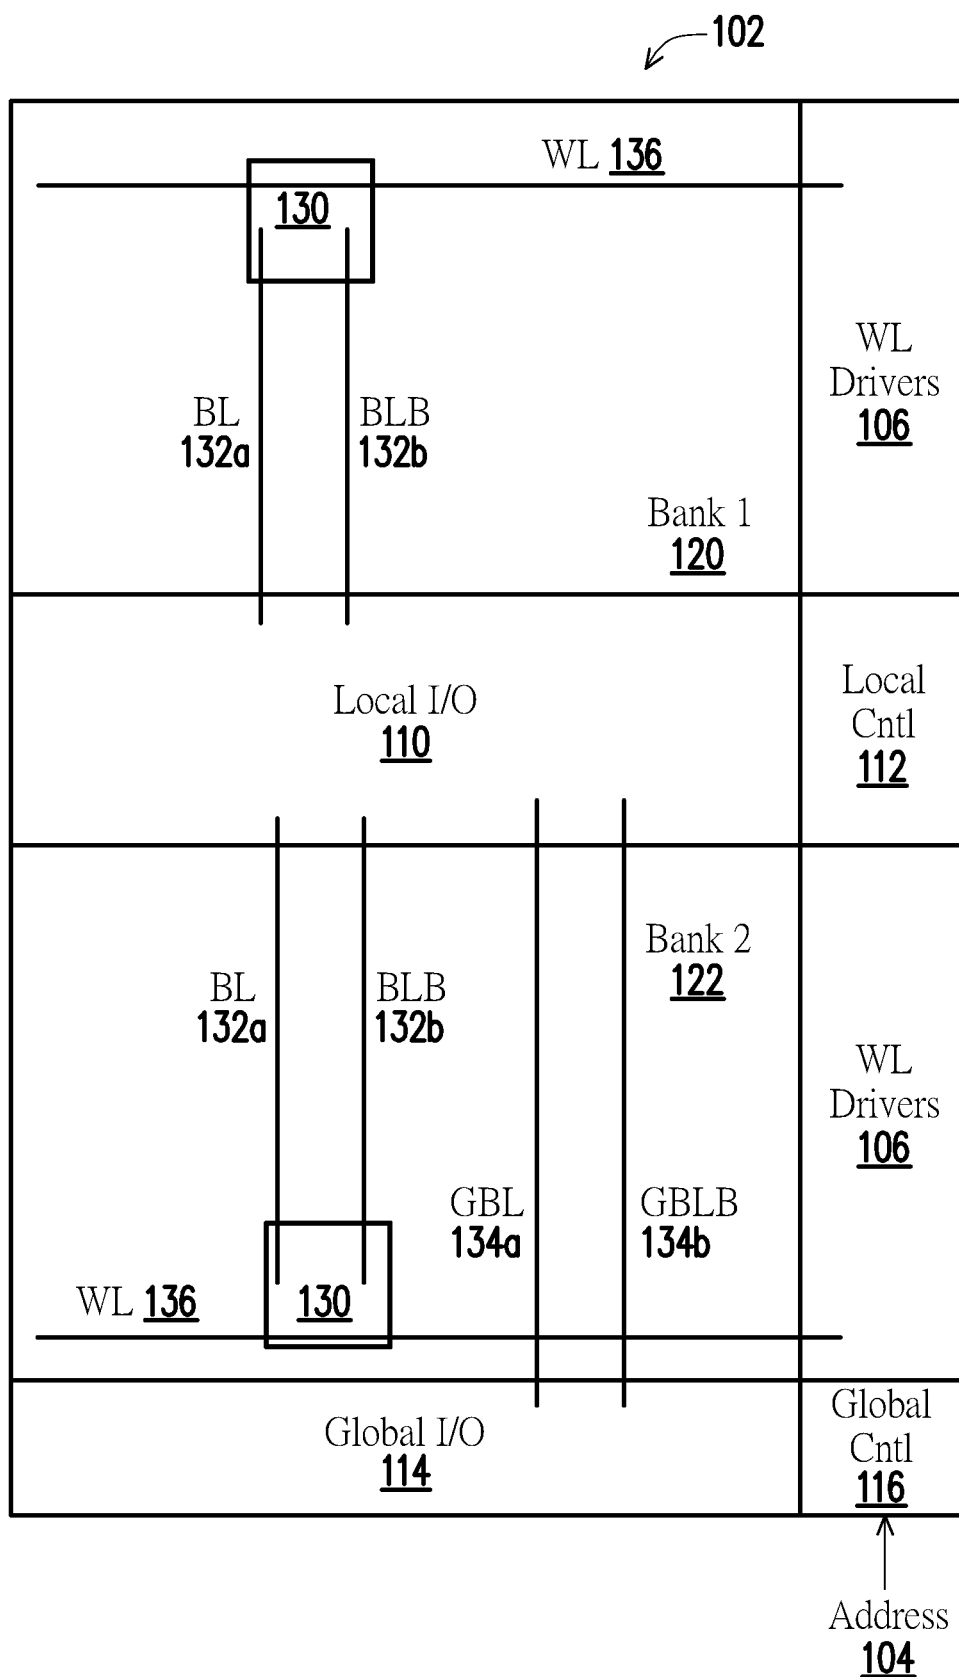 102
WL 136
130
WL
Drivers
106
BL
132a
BLB
132b
Bank 1
120
Local I/O
110
Local
Cntl
112
Bank 2
122
BL
132a
BLB
132b
WL
Drivers
106
GBL
134a
GBLB
134b
WL 136
130
Global I/O
114
Global
Cntl
116
Address
104